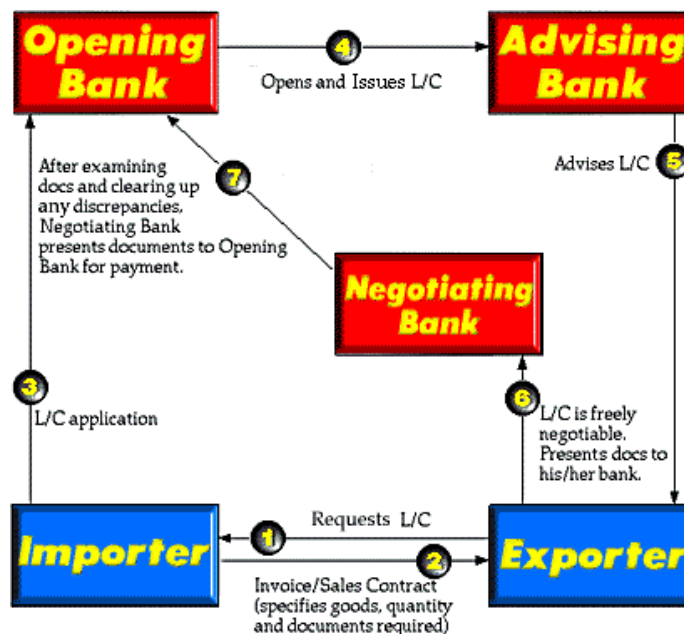 Opening
Bank
4
Opens and Issues L/C
Advising
Bank
5
Advises L/C
7
After examining
docs and clearing up
any discrepancies,
Negotiating Bank
presents documents to Opening
Bank for payment.
Negotiating
Bank
3
L/C application
6
L/C is freely
negotiable.
Presents docs to
his/her bank.
Importer
Requests L/C
1
2
Invoice/Sales Contract
(specifies goods, quantity
and documents required)
Exporter